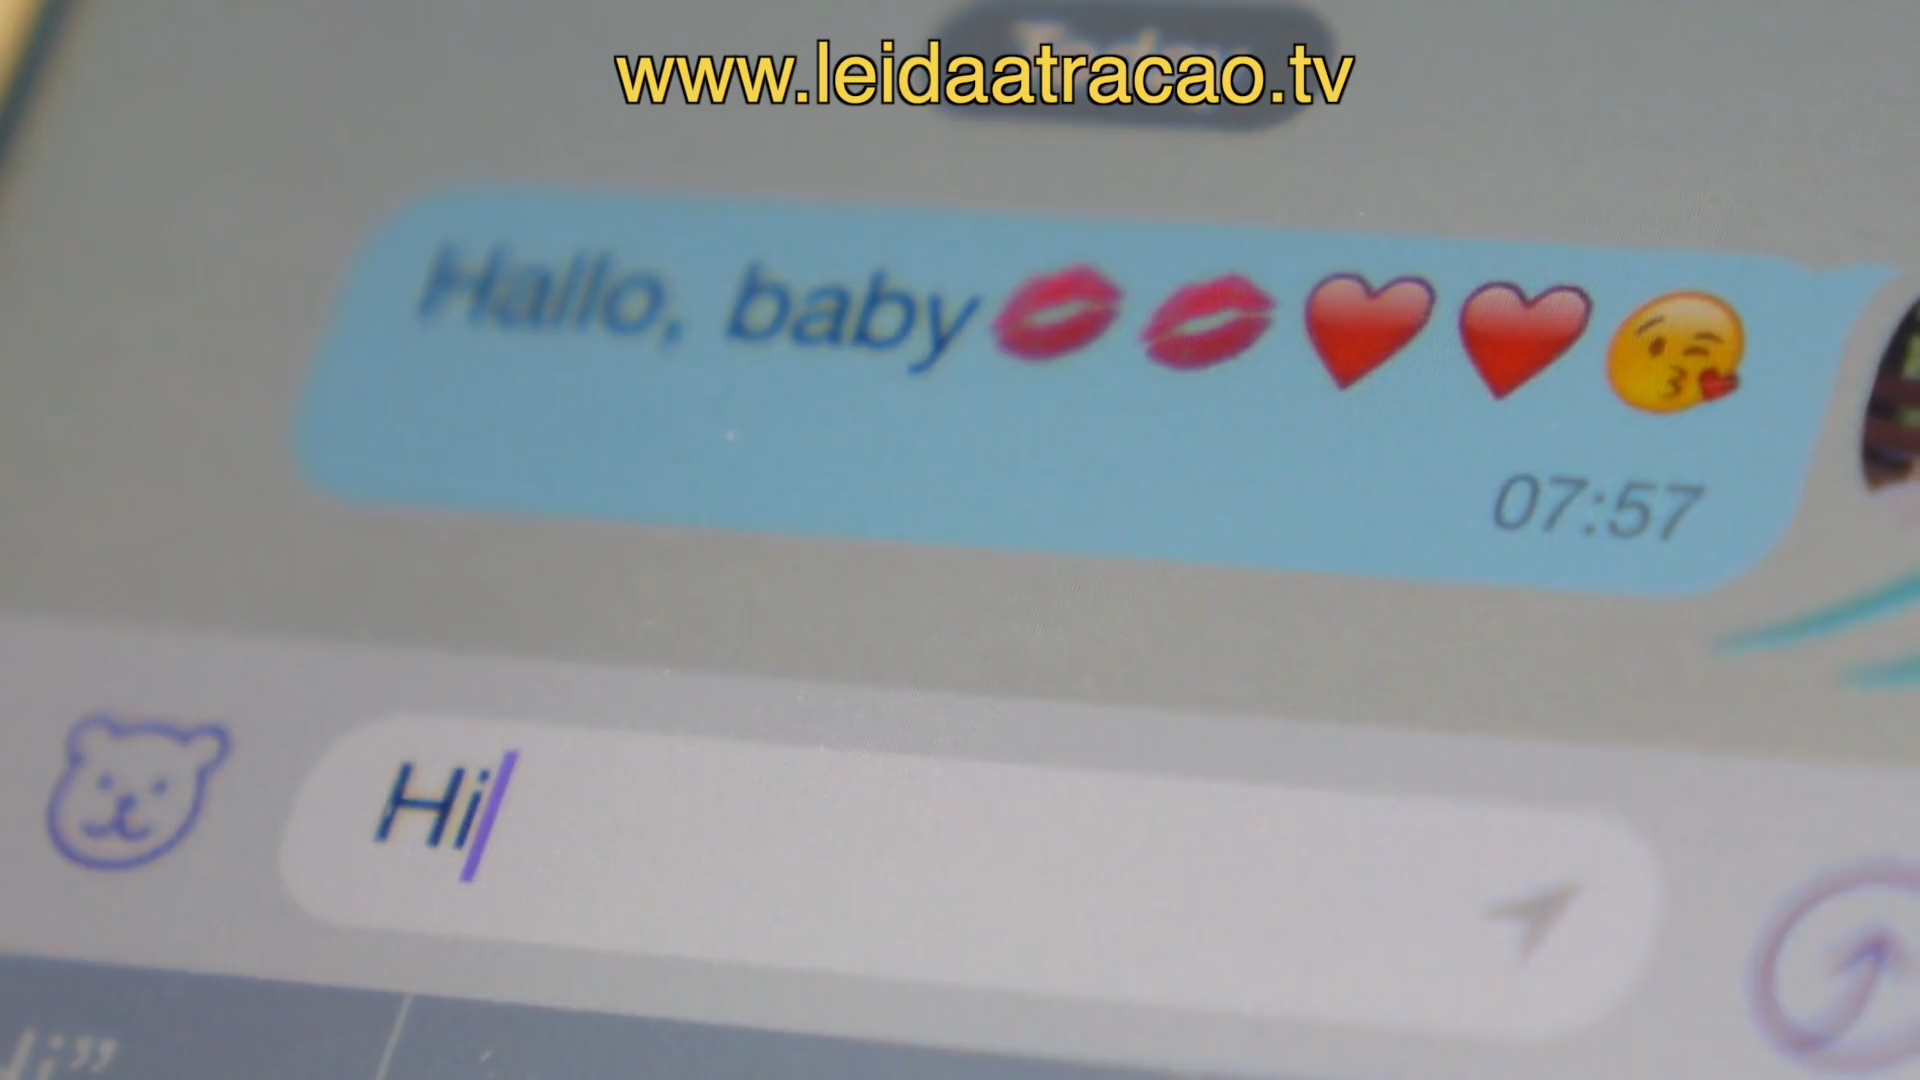 www.leidaatracao.tv
Hallo, baby💋💋❤️❤️😘
07:57
Hi